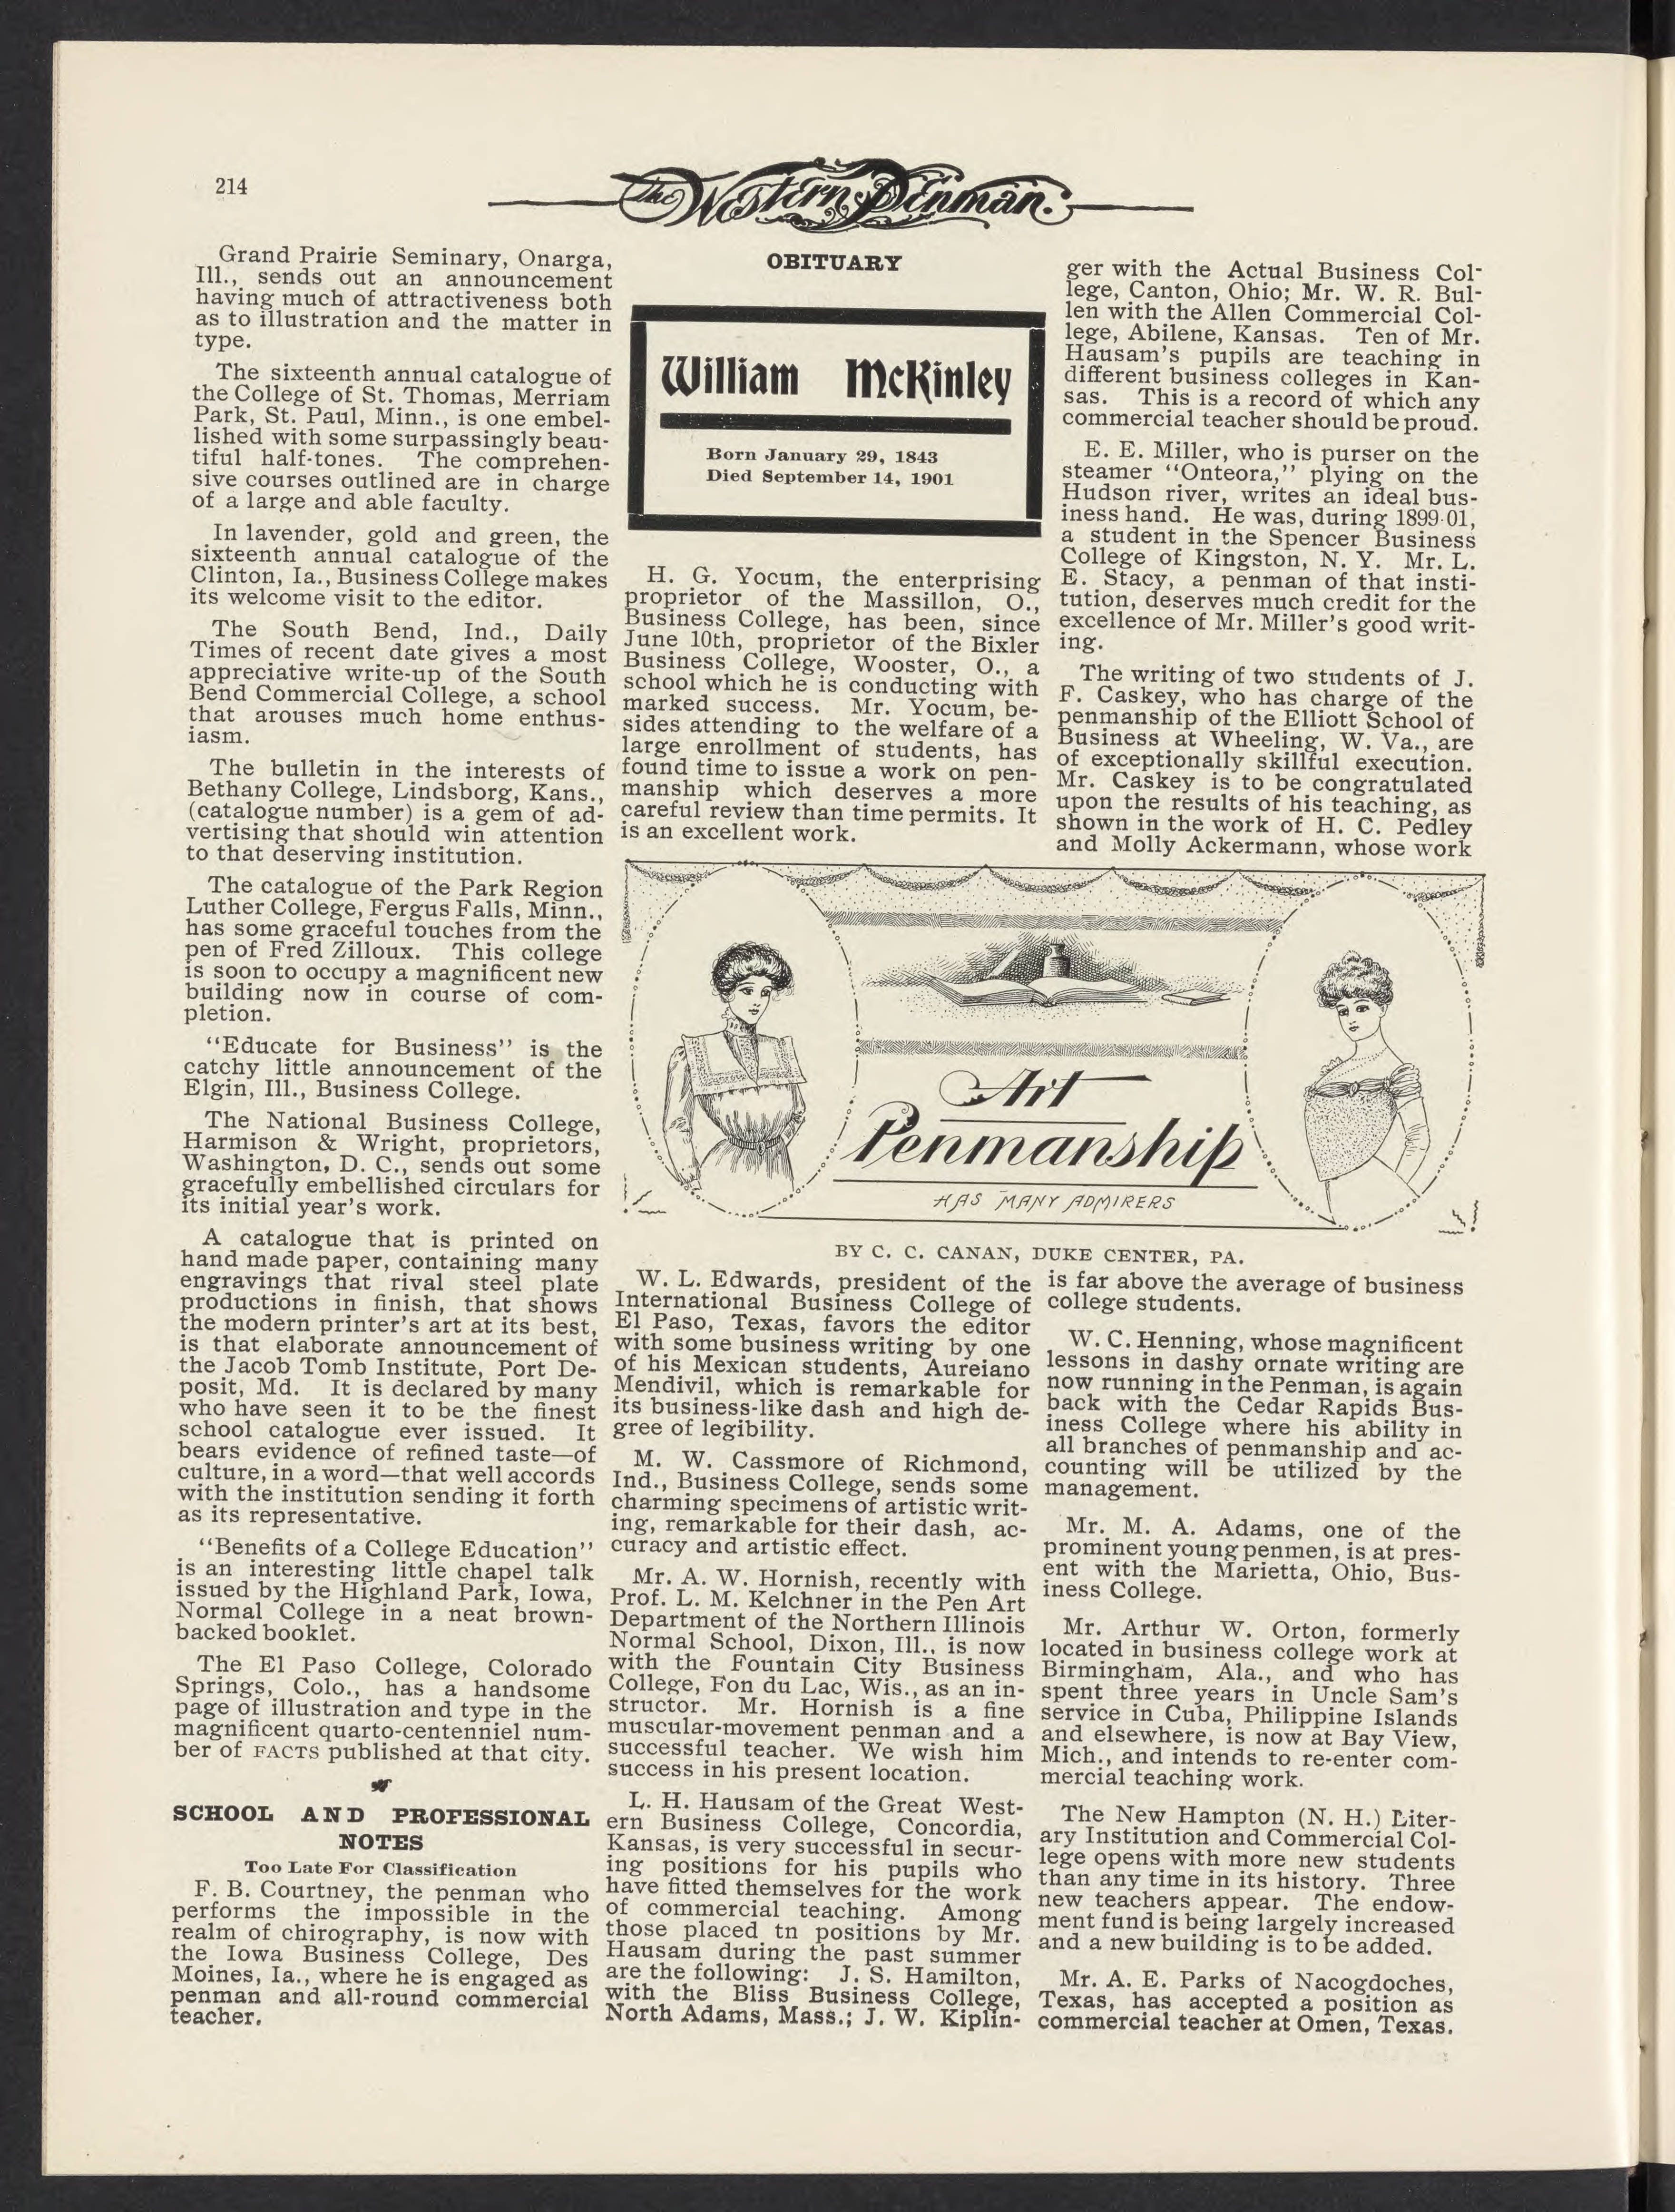 214
The Western Penman.
Grand Prairie Seminary, Onarga,
Ill., sends out an announcement
having much of attractiveness both
as to illustration and the matter in
type.
The sixteenth annual catalogue of
the College of St. Thomas, Merriam
Park, St. Paul, Minn., is one embel-
lished with some surpassingly beau-
tiful half-tones. The comprehen-
sive courses outlined are in charge
of a large and able faculty.
In lavender, gold and green, the
sixteenth annual catalogue of the
Clinton, Ia., Business College makes
its welcome visit to the editor.
The South Bend, Ind., Daily
Times of recent date gives a most
appreciative write-up of the South
Bend Commercial College, a school
that arouses much home enthus-
iasm.
The bulletin in the interests of
Bethany College, Lindsborg, Kans.,
(catalogue number) is a gem of ad-
vertising that should win attention
to that deserving institution.
The catalogue of the Park Region
Luther College, Fergus Falls, Minn.,
has some graceful touches from the
pen of Fred Zilloux. This college
is soon to occupy a magnificent new
building now in course of com-
pletion.
"Educate for Business" is the
catchy little announcement of the
Elgin, Ill., Business College.
The National Business College,
Harmison & Wright, proprietors,
Washington, D. C., sends out some
gracefully embellished circulars for
its initial year's work.
A catalogue that is printed on
hand made paper, containing many
engravings that rival steel plate
productions in finish, that shows
the modern printer's art at its best,
is that elaborate announcement of
the Jacob Tomb Institute, Port De-
posit, Md. It is declared by many
who have seen it to be the finest
school catalogue ever issued. It
bears evidence of refined taste—of
culture, in a word—that well accords
with the institution sending it forth
as its representative.
"Benefits of a College Education"
is an interesting little chapel talk
issued by the Highland Park, Iowa,
Normal College in a neat brown-
backed booklet.
The El Paso College, Colorado
Springs, Colo., has a handsome
page of illustration and type in the
magnificent quarto-centenniel num-
ber of FACTS published at that city.
SCHOOL AND PROFESSIONAL
NOTES
Too Late For Classification
F. B. Courtney, the penman who
performs the impossible in the
realm of chirography, is now with
the Iowa Business College, Des
Moines, Ia., where he is engaged as
penman and all-round commercial
teacher.
OBITUARY
William McKinley
Born January 29, 1843
Died September 14, 1901
H. G. Yocum, the enterprising
proprietor of the Massillon, O.,
Business College, has been, since
June 10th, proprietor of the Bixler
Business College, Wooster, O., a
school which he is conducting with
marked success. Mr. Yocum, be-
sides attending to the welfare of a
large enrollment of students, has
found time to issue a work on pen-
manship which deserves a more
careful review than time permits. It
is an excellent work.
Art
Penmanship
HAS MANY ADMIRERS
BY C. C. CANAN, DUKE CENTER, PA.
W. L. Edwards, president of the
International Business College of
El Paso, Texas, favors the editor
with some business writing by one
of his Mexican students, Aureiano
Mendivil, which is remarkable for
its business-like dash and high de-
gree of legibility.
M. W. Cassmore of Richmond,
Ind., Business College, sends some
charming specimens of artistic writ-
ing, remarkable for their dash, ac-
curacy and artistic effect.
Mr. A. W. Hornish, recently with
Prof. L. M. Kelchner in the Pen Art
Department of the Northern Illinois
Normal School, Dixon, Ill., is now
with the Fountain City Business
College, Fon du Lac, Wis., as an in-
structor. Mr. Hornish is a fine
muscular-movement penman and a
successful teacher. We wish him
success in his present location.
L. H. Hausam of the Great West-
ern Business College, Concordia,
Kansas, is very successful in secur-
ing positions for his pupils who
have fitted themselves for the work
of commercial teaching. Among
those placed tn positions by Mr.
Hausam during the past summer
are the following: J. S. Hamilton,
with the Bliss Business College,
North Adams, Mass.; J. W. Kiplin-
ger with the Actual Business Col-
lege, Canton, Ohio; Mr. W. R. Bul-
len with the Allen Commercial Col-
lege, Abilene, Kansas. Ten of Mr.
Hausam's pupils are teaching in
different business colleges in Kan-
sas. This is a record of which any
commercial teacher should be proud.
E. E. Miller, who is purser on the
steamer "Onteora," plying on the
Hudson river, writes an ideal bus-
iness hand. He was, during 1899-01,
a student in the Spencer Business
College of Kingston, N. Y. Mr. L.
E. Stacy, a penman of that insti-
tution, deserves much credit for the
excellence of Mr. Miller's good writ-
ing.
The writing of two students of J.
F. Caskey, who has charge of the
penmanship of the Elliott School of
Business at Wheeling, W. Va., are
of exceptionally skillful execution.
Mr. Caskey is to be congratulated
upon the results of his teaching, as
shown in the work of H. C. Pedley
and Molly Ackermann, whose work
is far above the average of business
college students.
W. C. Henning, whose magnificent
lessons in dashy ornate writing are
now running in the Penman, is again
back with the Cedar Rapids Bus-
iness College where his ability in
all branches of penmanship and ac-
counting will be utilized by the
management.
Mr. M. A. Adams, one of the
prominent young penmen, is at pres-
ent with the Marietta, Ohio, Bus-
iness College.
Mr. Arthur W. Orton, formerly
located in business college work at
Birmingham, Ala., and who has
spent three years in Uncle Sam's
service in Cuba, Philippine Islands
and elsewhere, is now at Bay View,
Mich., and intends to re-enter com-
mercial teaching work.
The New Hampton (N. H.) Liter-
ary Institution and Commercial Col-
lege opens with more new students
than any time in its history. Three
new teachers appear. The endow-
ment fund is being largely increased
and a new building is to be added.
Mr. A. E. Parks of Nacogdoches,
Texas, has accepted a position as
commercial teacher at Omen, Texas.